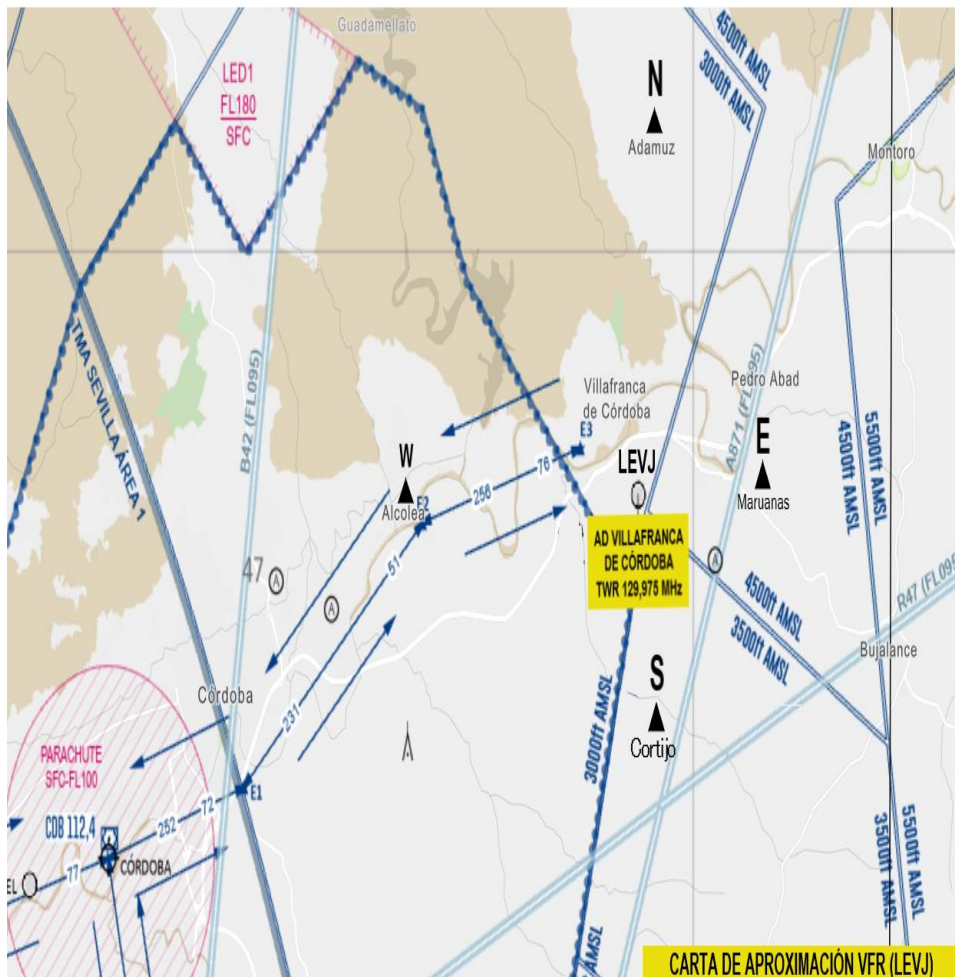 Guadamellato
LED1
FL180
SFC
4500ft AMSL
3000ft AMSL
N
Adamuz
Montoro
TMA SEVILLA ÁREA 1
B42 (FL095)
Villafranca
de Córdoba
Pedro Abad
A871 (FL095)
E3
76
256
LEVJ
E
Maruanas
W
Alcolea
E2
5500ft AMSL
4500ft AMSL
AD VILLAFRANCA
DE CÓRDOBA
TWR 129,975 MHz
A
51
47
A
A
R47 (FL095)
4500ft AMSL
3500ft AMSL
Bujalance
S
Cortijo
Córdoba
231
3000ft AMSL
PARACHUTE
SFC-FL100
E1
72
252
CDB 112,4
CÓRDOBA
77
EL
5500ft AMSL
3500ft AMSL
AMSL
CARTA DE APROXIMACIÓN VFR (LEVJ)